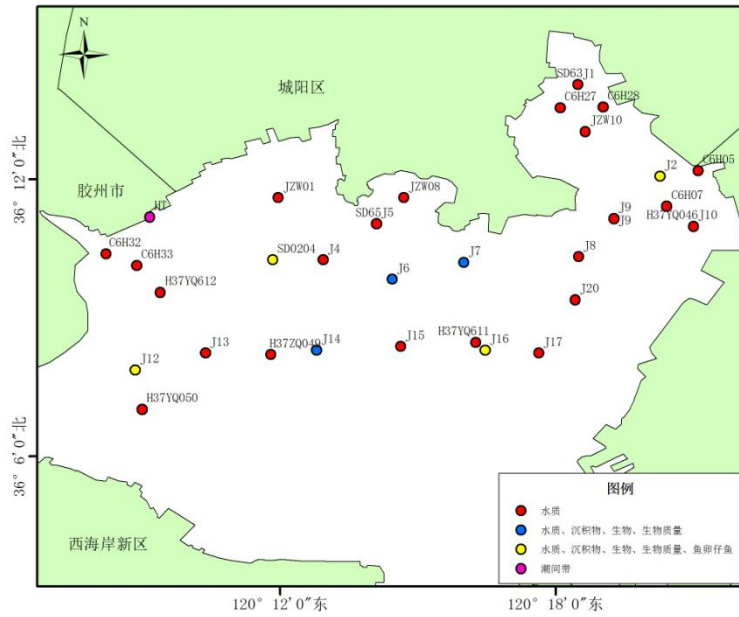 N
城阳区
SD63J1
C6H27
C6H28
JZW10
36° 12′ 0″北
胶州市
J2
C6H05
JZW01
JZW08
HT
C6H07
SD65J5
J9
J9
H37YQ046
J10
C6H32
C6H33
SD0204
J4
J7
J8
J6
H37YQ612
J20
H37YQ611
J13
H37ZQ049
J14
J15
J16
J17
J12
H37YQ050
36° 6′ 0″北
图例
水质
水质、沉积物、生物、生物质量
水质、沉积物、生物、生物质量、鱼卵仔鱼
潮间带
西海岸新区
120° 12′ 0″东
120° 18′ 0″东